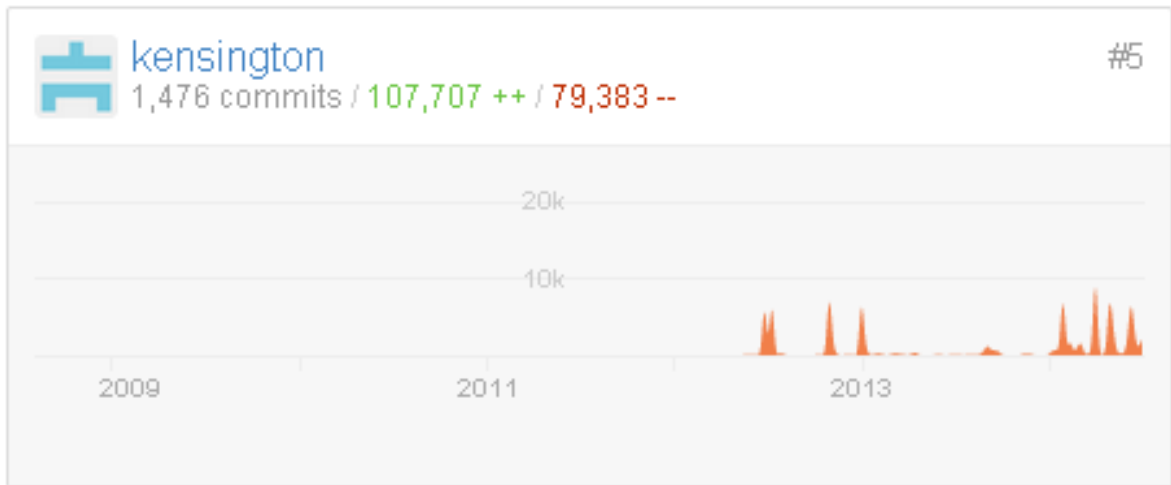 kensington
#5
1,476 commits / 107,707 ++ / 79,383 --
20k
10k
2009 2011 2013